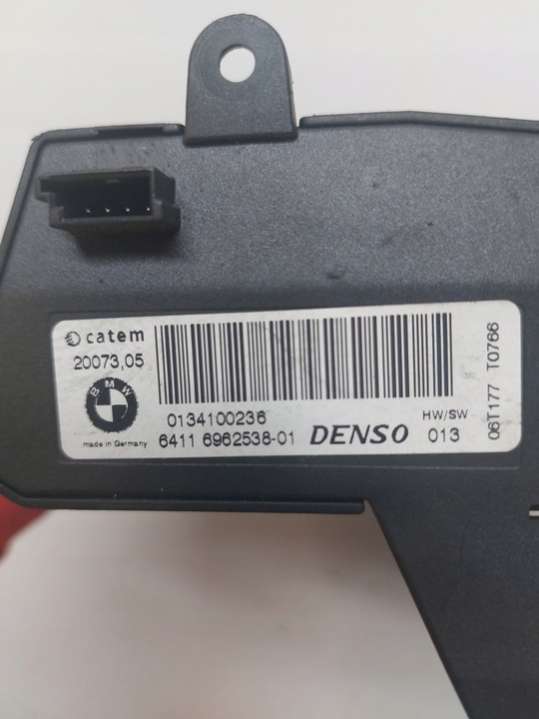 catem
20073,05
BMW
made in Germany
0134100236
6411 6962538-01
DENSO
HW/SW
013
06T177 T0766